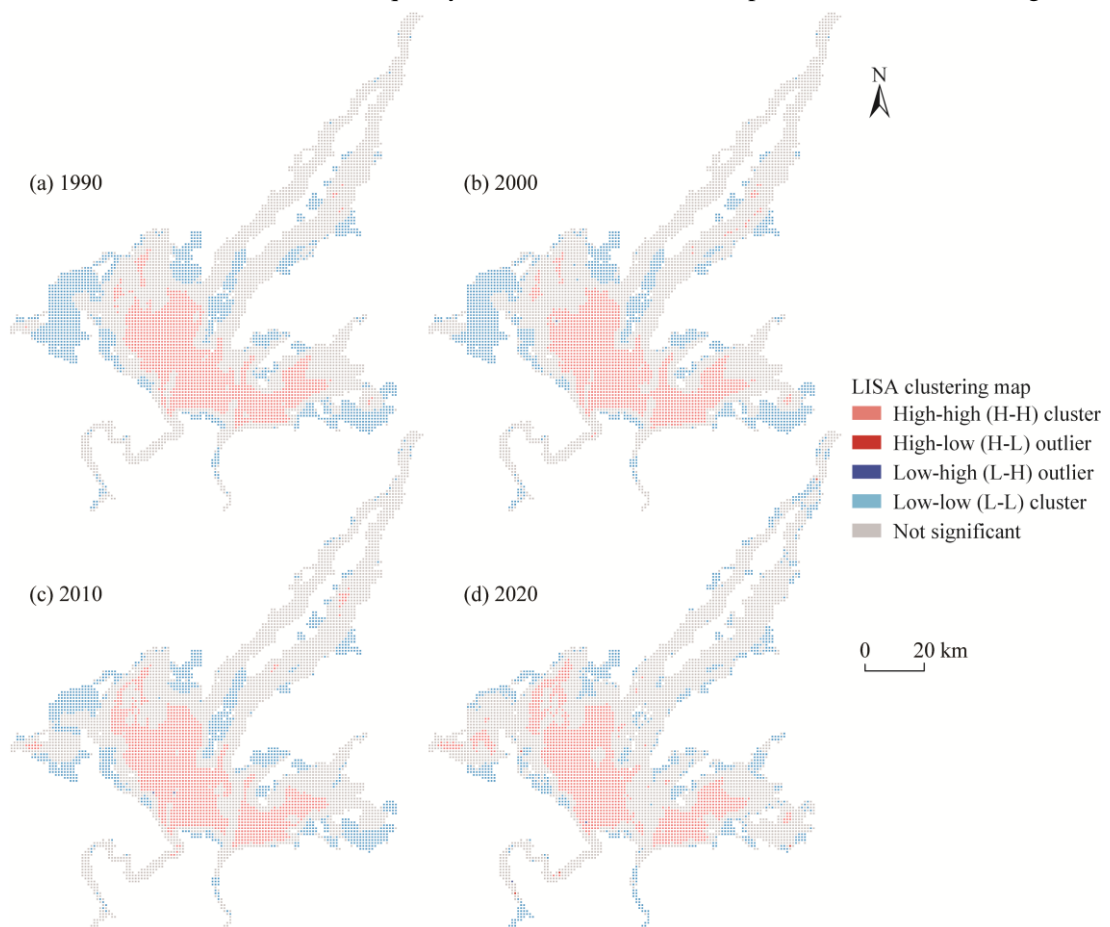 N
(a) 1990
(b) 2000
LISA clustering map
High-high (H-H) cluster
High-low (H-L) outlier
Low-high (L-H) outlier
Low-low (L-L) cluster
Not significant
(c) 2010
(d) 2020
0 20 km